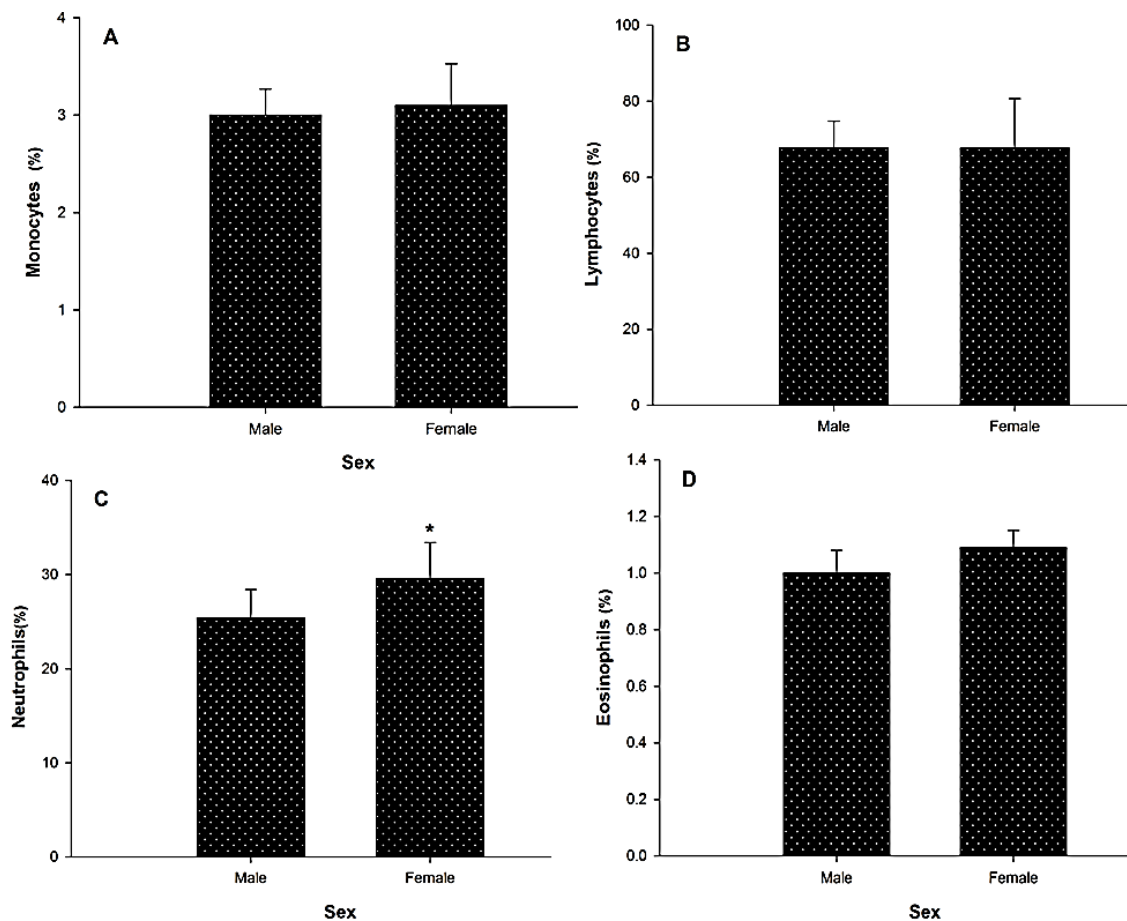 A
Monocytes (%)
4
3
2
1
0
Male Female
Sex
B
Lymphocytes (%)
100
80
60
40
20
0
Male Female
C
Neutrophils(%)
40
30
20
10
0
*
Male Female
Sex
D
Eosinophils (%)
1.4
1.2
1.0
0.8
0.6
0.4
0.2
0.0
Male Female
Sex